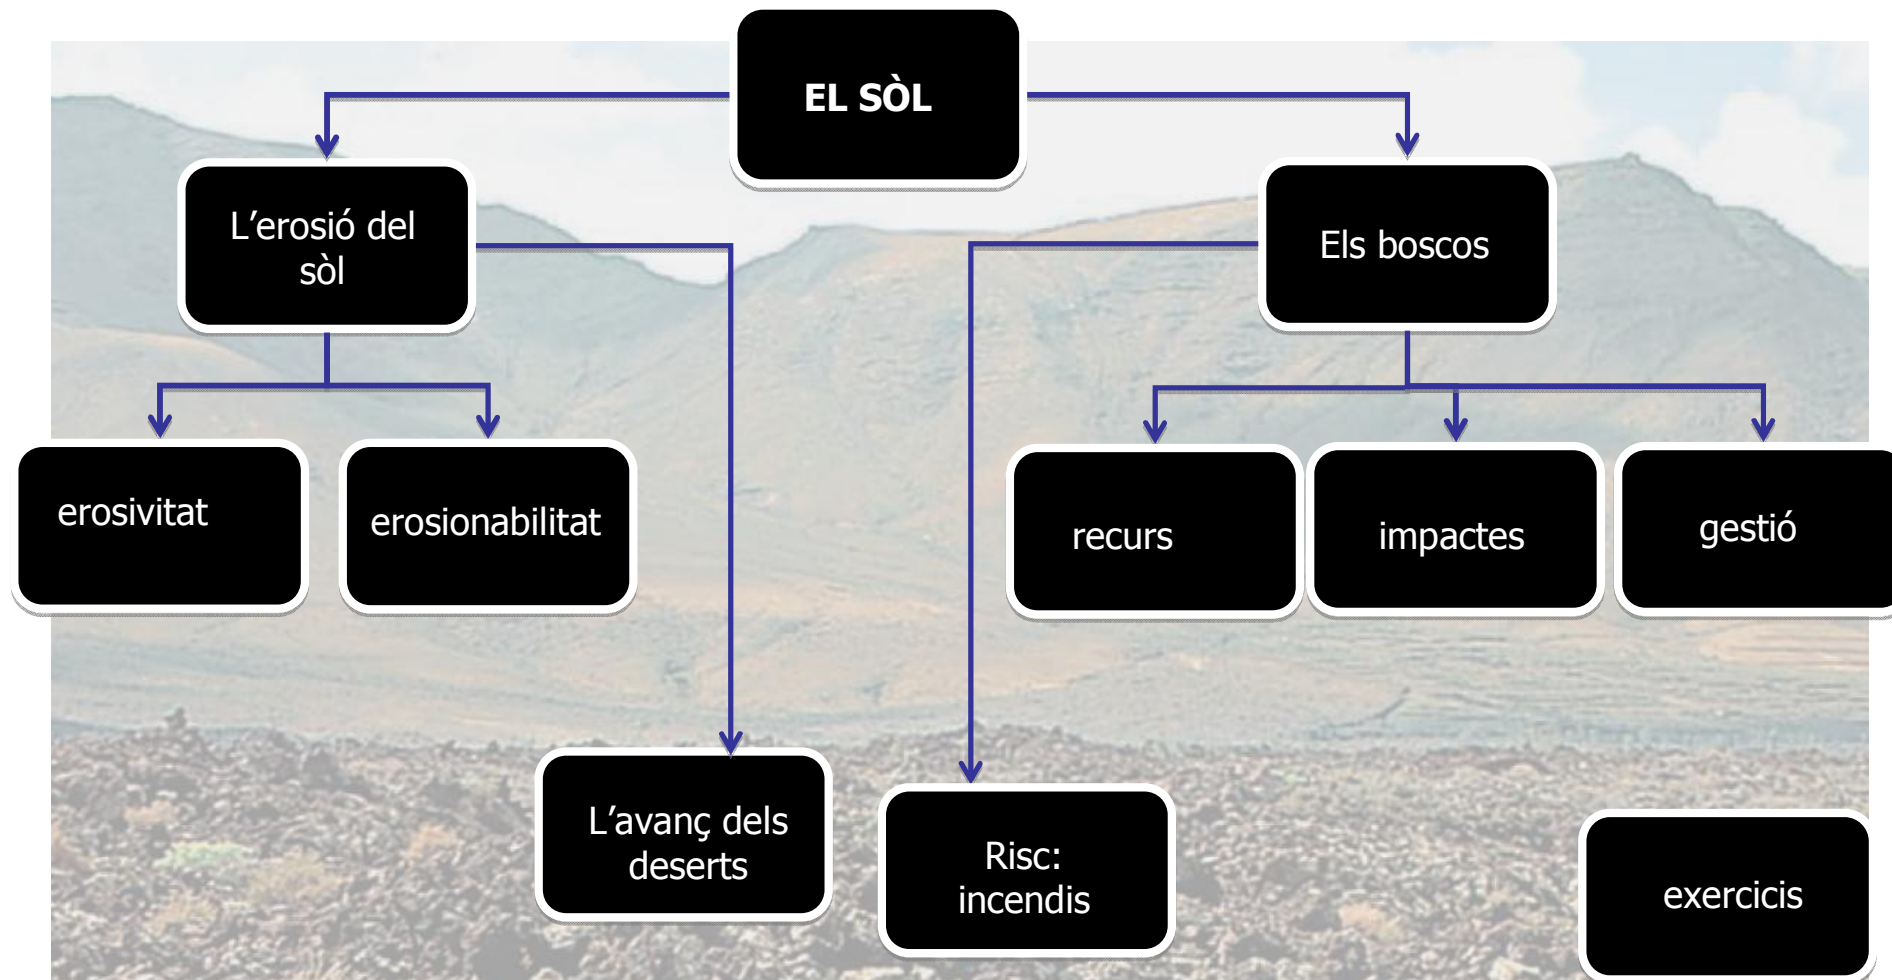 EL SÒL
L’erosió del
sòl
Els boscos
erosivitat
erosionabilitat
recurs
impactes
gestió
L’avanç dels
deserts
Risc:
incendis
exercicis